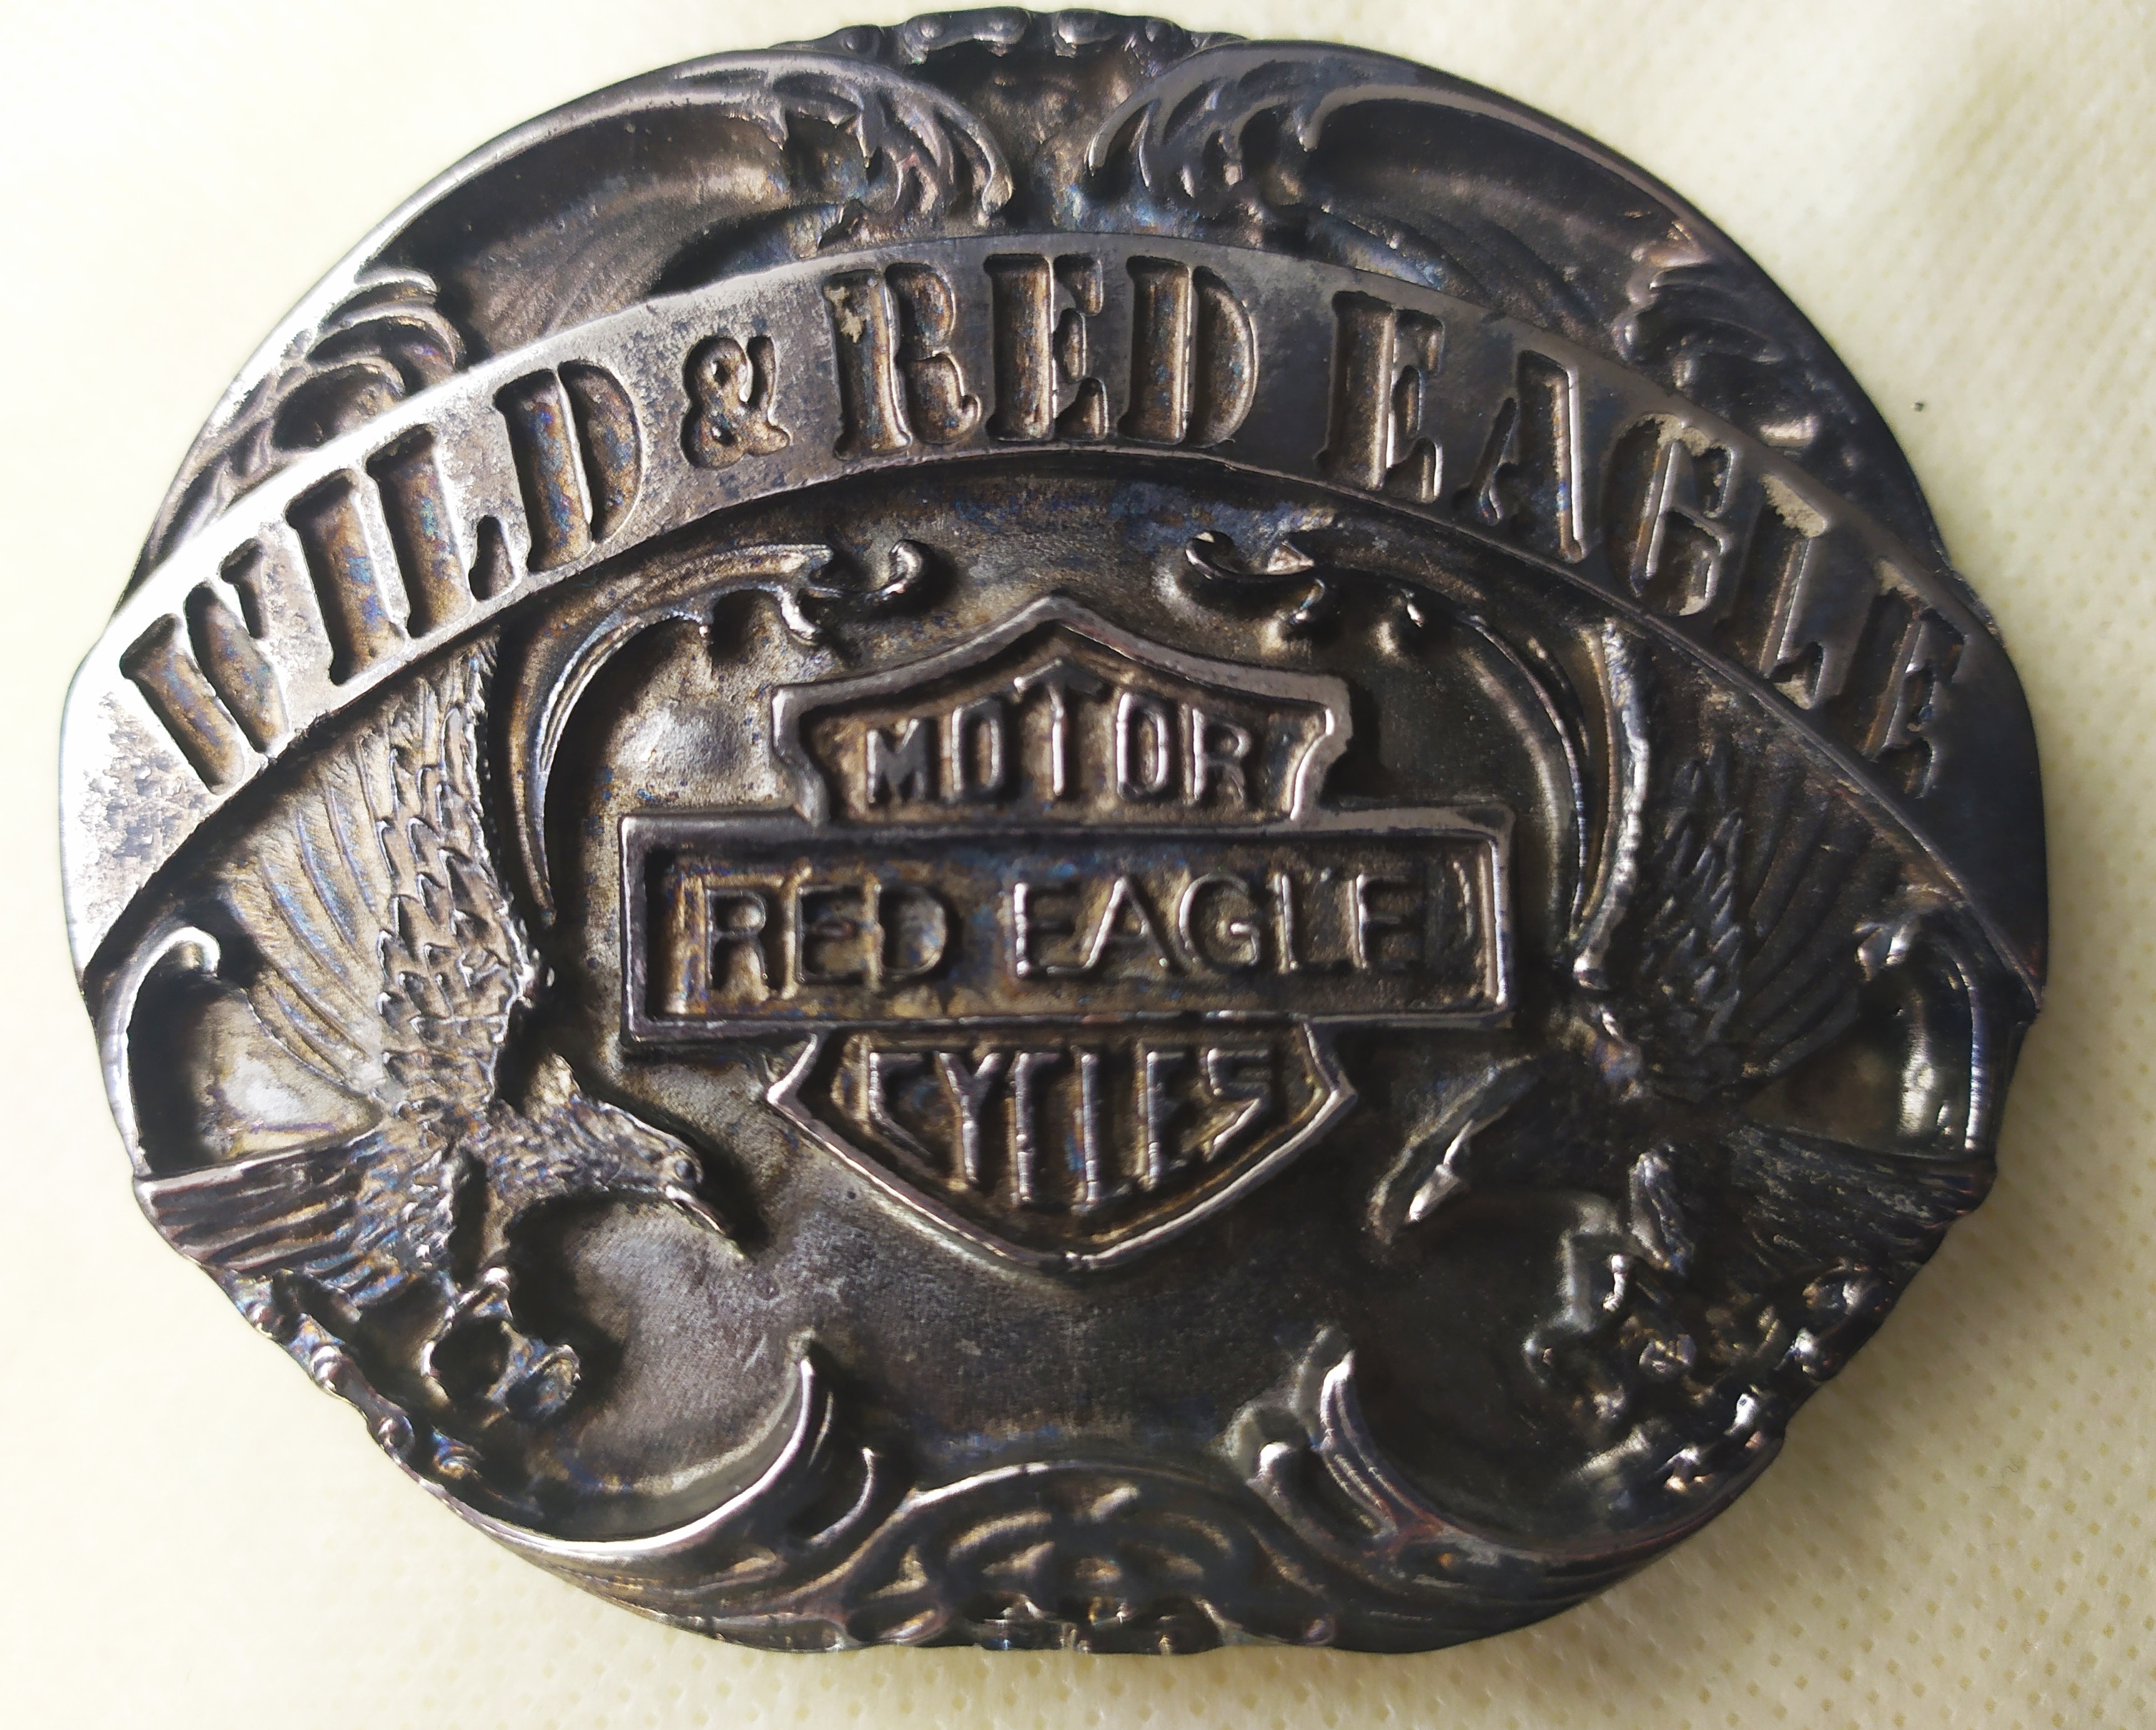 WILD & RED EAGLE
MOTOR
RED EAGLE
CYCLES